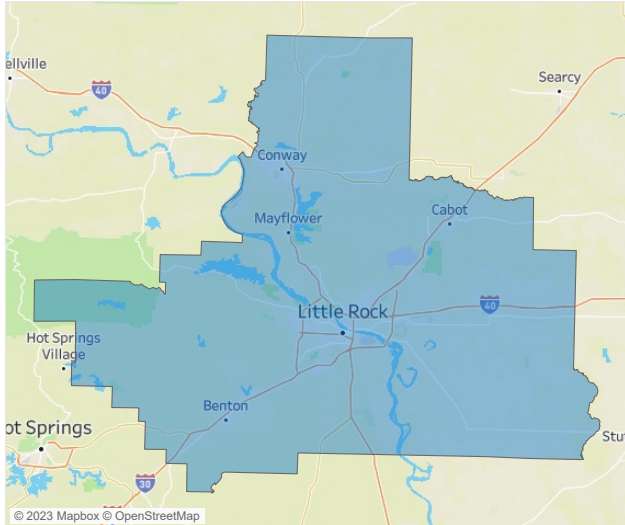 ellville
40
Searcy
Conway
Mayflower
Cabot
40
Little Rock
Hot Springs
Village
Benton
ot Springs
Stu
30
© 2023 Mapbox © OpenStreetMap